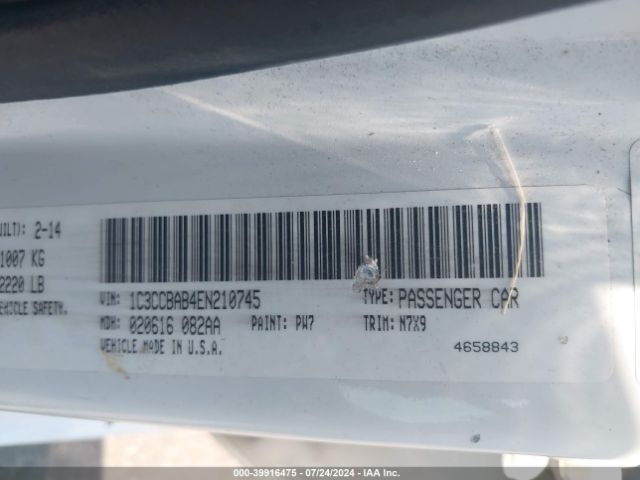 UILT): 2-14
1007 KG
2220 LB
EHICLE SAFETY.
VIN: 1C3CCBAB4EN210745 TYPE: PASSENGER CAR
MDH: 020616 082AA PAINT: PW7 TRIM: N7X9
VEHICLE MADE IN U.S.A. 4658843
000-39916475 - 07/24/2024 - IAA Inc.